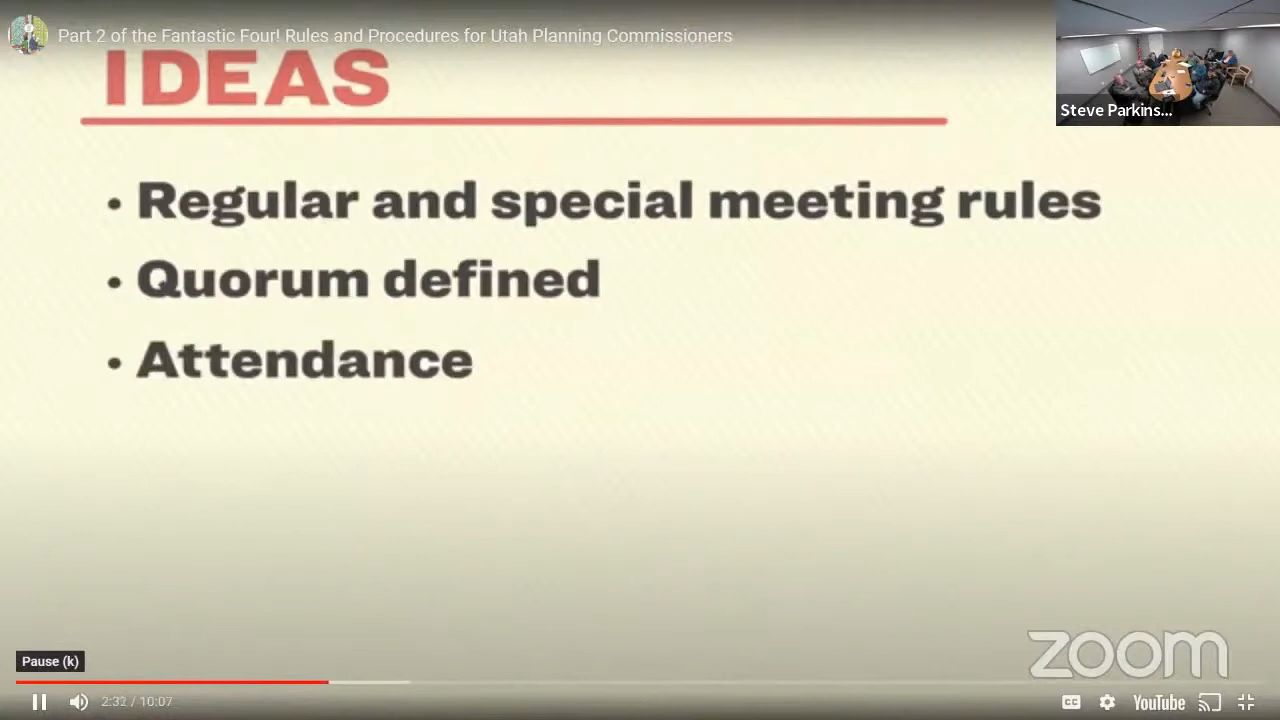 Part 2 of the Fantastic Four! Rules and Procedures for Utah Planning Commissioners
IDEAS
Steve Parkins...
• Regular and special meeting rules
• Quorum defined
• Attendance
zoom
Pause (k)
2:32 / 10:07
CC
YouTube